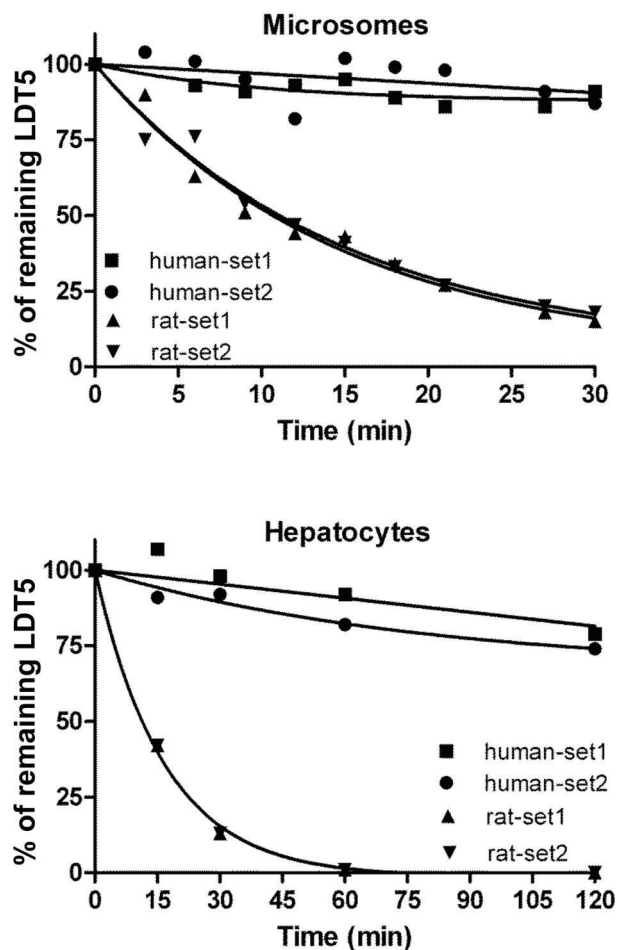 Microsomes
% of remaining LDT5
100
75
50
25
0
human-set1
human-set2
rat-set1
rat-set2
0 5 10 15 20 25 30
Time (min)
Hepatocytes
% of remaining LDT5
100
75
50
25
0
human-set1
human-set2
rat-set1
rat-set2
0 15 30 45 60 75 90 105 120
Time (min)